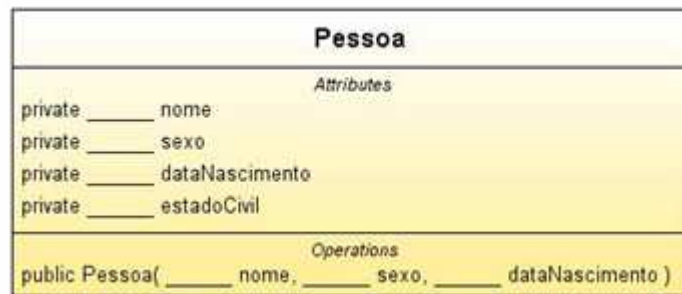 Pessoa
Attributes
private ______ nome
private ______ sexo
private ______ dataNascimento
private ______ estadoCivil
Operations
public Pessoa( ______ nome, ______ sexo, ______ dataNascimento )